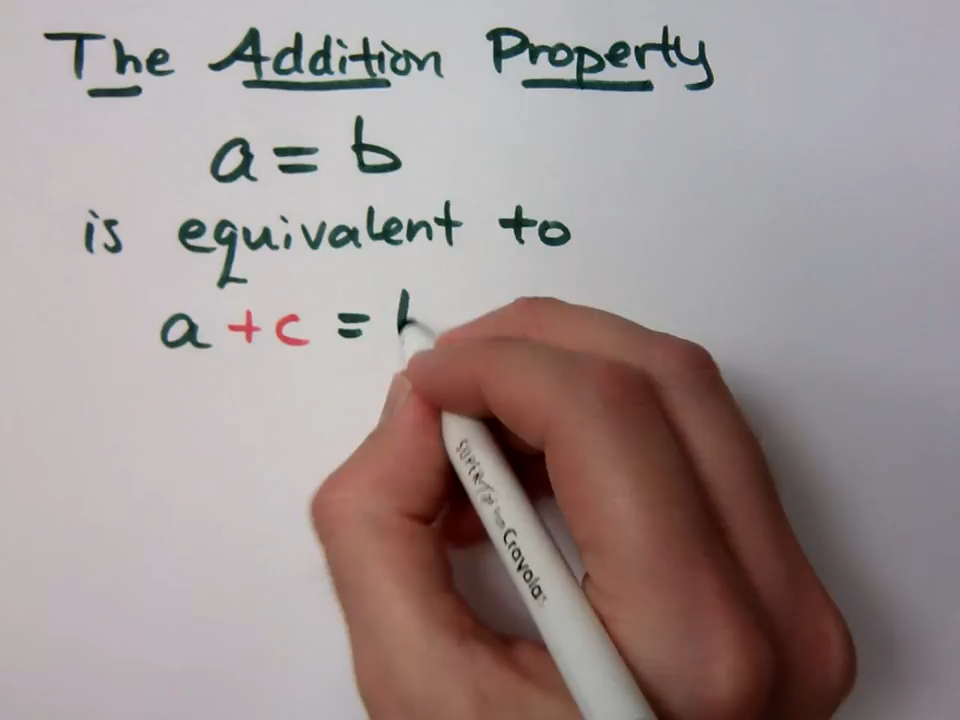 The Addition Property
a = b
is equivalent to
a + c =
Crayola